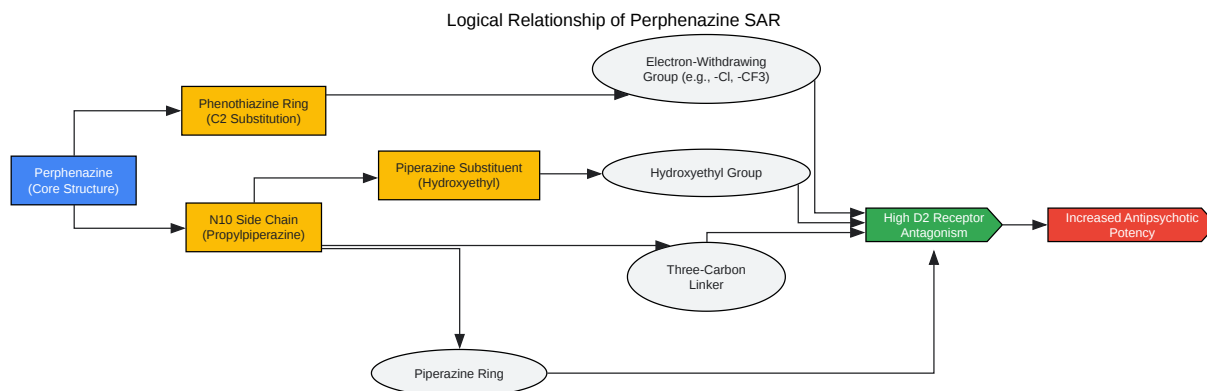 Logical Relationship of Perphenazine SAR
Electron-Withdrawing
Group (e.g., -Cl, -CF3)
Phenothiazine Ring
(C2 Substitution)
Perphenazine
(Core Structure)
Piperazine Substituent
(Hydroxyethyl)
Hydroxyethyl Group
N10 Side Chain
(Propylpiperazine)
High D2 Receptor
Antagonism
Increased Antipsychotic
Potency
Three-Carbon
Linker
Piperazine Ring